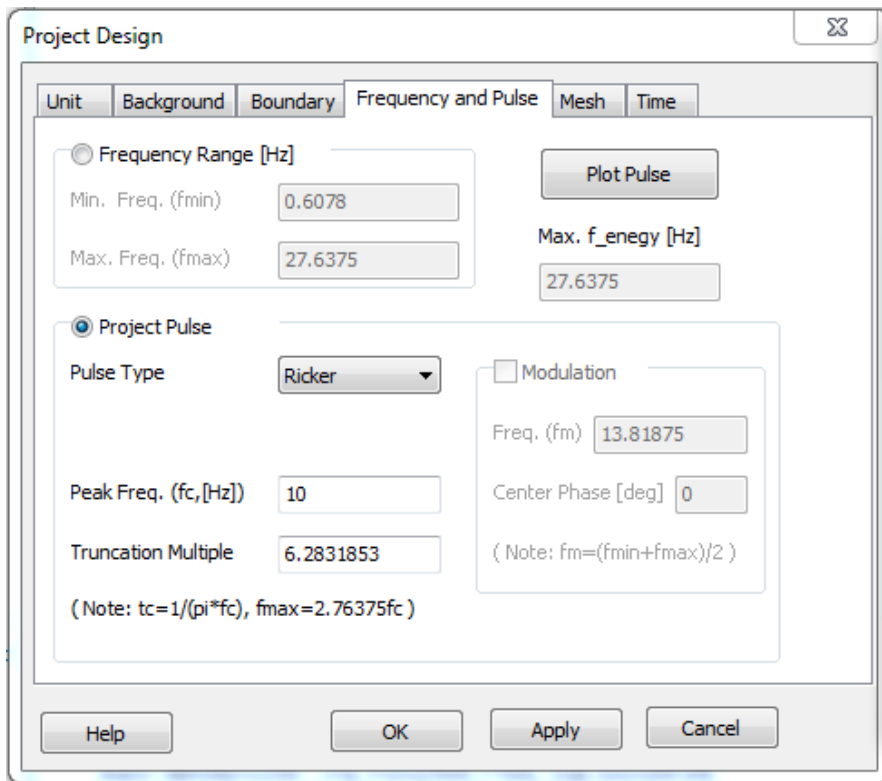 Project Design
Unit Background Boundary Frequency and Pulse Mesh Time
Frequency Range [Hz]
Min. Freq. (fmin) 0.6078
Max. Freq. (fmax) 27.6375
Plot Pulse
Max. f_enegy [Hz]
27.6375
Project Pulse
Pulse Type Ricker
Peak Freq. (fc,[Hz]) 10
Truncation Multiple 6.2831853
( Note: tc=1/(pi*fc), fmax=2.76375fc )
Modulation
Freq. (fm) 13.81875
Center Phase [deg] 0
( Note: fm=(fmin+fmax)/2 )
Help OK Apply Cancel